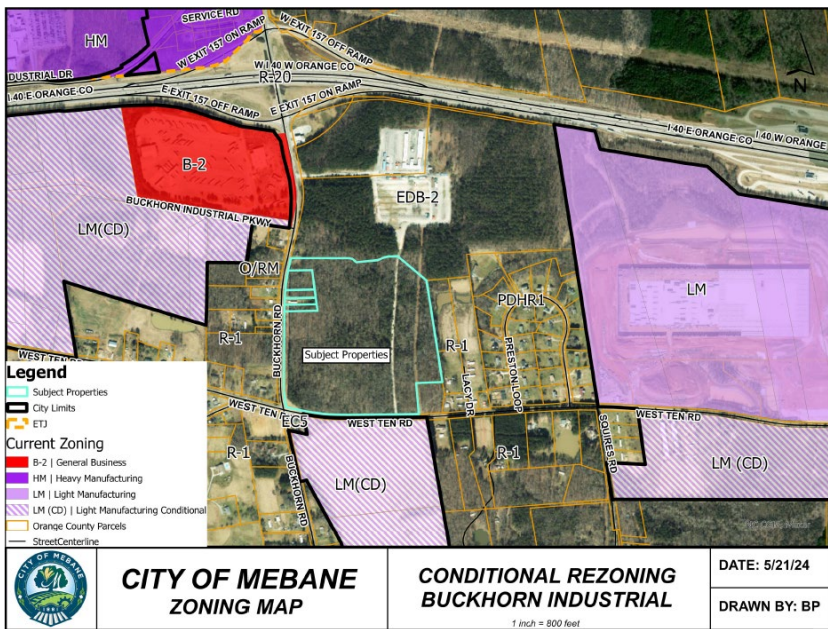 SERVICE RD
HM
W EXIT 157 ON RAMP
W EXIT 157 OFF RAMP
DUSTRIAL DR
W I 40 W ORANGE CO
R-20
I 40 E ORANGE CO
E EXIT 157 OFF RAMP
E EXIT 157 ON RAMP
N
I 40 E ORANGE CO
I 40 W ORANGE
B-2
EDB-2
BUCKHORN INDUSTRIAL PKWY
LM(CD)
O/RM
LM
PDHR1
BUCKHORN RD
R-1
Subject Properties
R-1
LACY DR
PRESTON LOOP
WEST TEN
WEST TEN
EC5
WEST TEN RD
WEST TEN RD
SQUIRES RD
R-1
BUCKHORN RD
LM(CD)
R-1
LM (CD)
Legend
Subject Properties
City Limits
ETJ
Current Zoning
B-2 | General Business
HM | Heavy Manufacturing
LM | Light Manufacturing
LM (CD) | Light Manufacturing Conditional
Orange County Parcels
StreetCenterline
CITY OF MEBANE
1881
CITY OF MEBANE
ZONING MAP
CONDITIONAL REZONING
BUCKHORN INDUSTRIAL
1 inch = 800 feet
DATE: 5/21/24
DRAWN BY: BP